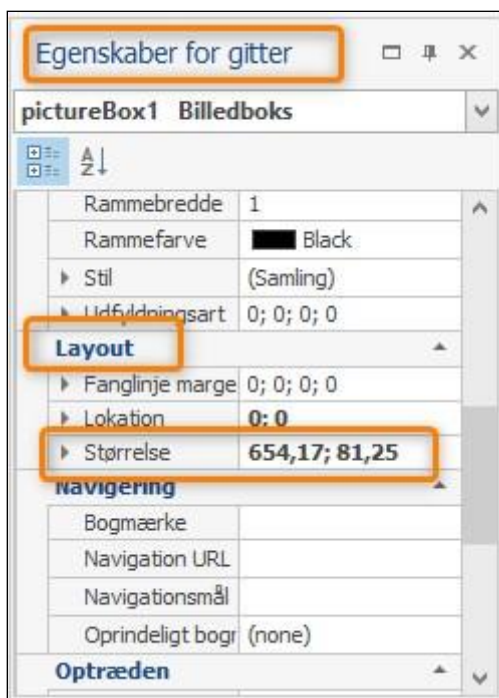 Egenskaber for gitter
pictureBox1 Billedboks
A
Z
Rammebredde 1
Rammefarve Black
Stil (Samling)
Udfyldningsart 0; 0; 0; 0
Layout
Fanglinje marge 0; 0; 0; 0
Lokation 0; 0
Størrelse 654,17; 81,25
Navigering
Bogmærke
Navigation URL
Navigationsmål
Oprindeligt bogr (none)
Optræden